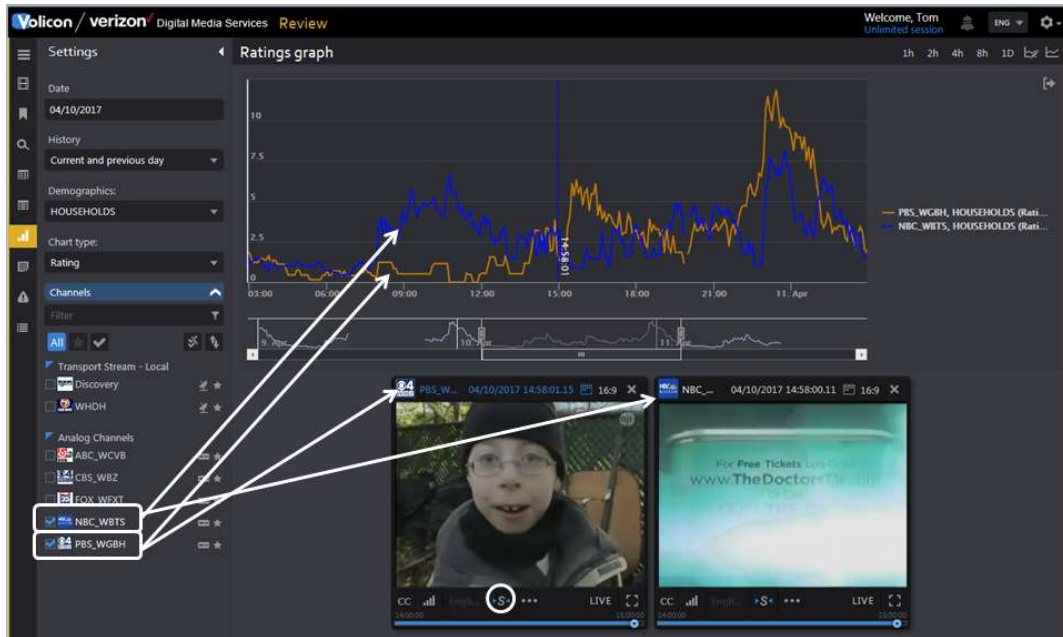 Volicon / verizon✓ Digital Media Services Review
Welcome, Tom
Unlimited session
ENG
Settings
Ratings graph
1h 2h 4h 8h 1D
Date
04/10/2017
History
Current and previous day
Demographics:
HOUSEHOLDS
Chart type:
Rating
Channels
Filter
All
Transport Stream - Local
Discovery
WHDH
Analog Channels
ABC_WCVB
CBS_WBZ
FOX_WFXT
NBC_WBTS
PBS_WGBH
10
7.5
5
2.5
0
14:58:01
03:00 06:00 09:00 12:00 15:00 18:00 21:00 11. Apr
PBS_WGBH, HOUSEHOLDS (Rati...
NBC_WBTS, HOUSEHOLDS (Rati...
9. Apr 10. Apr 11. Apr
PBS_W... 04/10/2017 14:58:01.15 16:9
NBC_... 04/10/2017 14:58:00.11 16:9
For Free Tickets
www.TheDoctorsTV.com
CC Engli... S ... LIVE
14:00:00 15:00:00
CC Engli... S ... LIVE
14:00:00 15:00:00